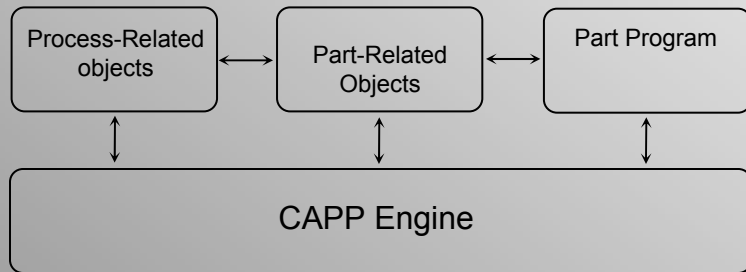 Process-Related
objects
Part-Related
Objects
Part Program
CAPP Engine